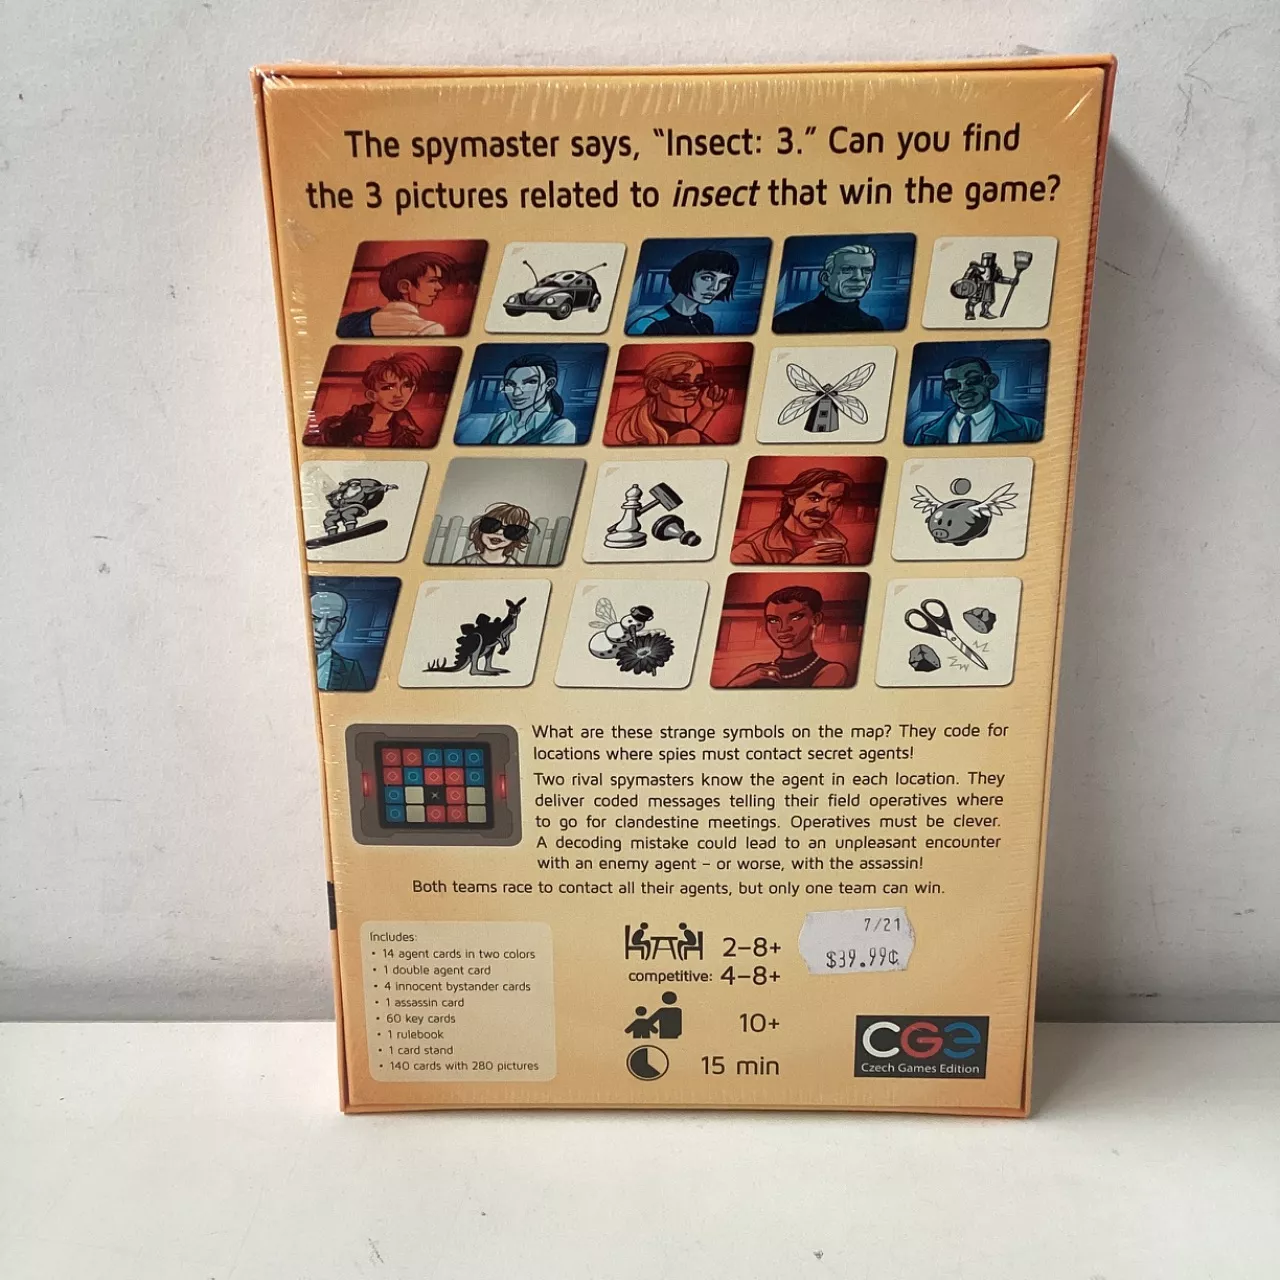 The spymaster says, “Insect: 3.” Can you find
the 3 pictures related to insect that win the game?
What are these strange symbols on the map? They code for
locations where spies must contact secret agents!
Two rival spymasters know the agent in each location. They
deliver coded messages telling their field operatives where
to go for clandestine meetings. Operatives must be clever.
A decoding mistake could lead to an unpleasant encounter
with an enemy agent – or worse, with the assassin!
Both teams race to contact all their agents, but only one team can win.
Includes:
• 14 agent cards in two colors
• 1 double agent card
• 4 innocent bystander cards
• 1 assassin card
• 60 key cards
• 1 rulebook
• 1 card stand
• 140 cards with 280 pictures
2–8+
competitive: 4–8+
10+
15 min
7/21
$39.99¢
CGE
Czech Games Edition